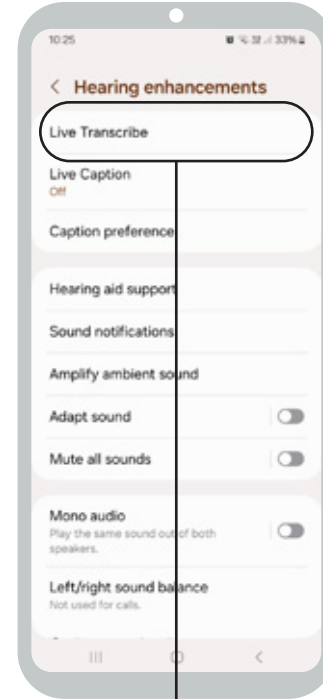 10:25
33%
Hearing enhancements
Live Transcribe
Live Caption
Off
Caption preference
Hearing aid support
Sound notifications
Amplify ambient sound
Adapt sound
Mute all sounds
Mono audio
Play the same sound out of both
speakers.
Left/right sound balance
Not used for calls.